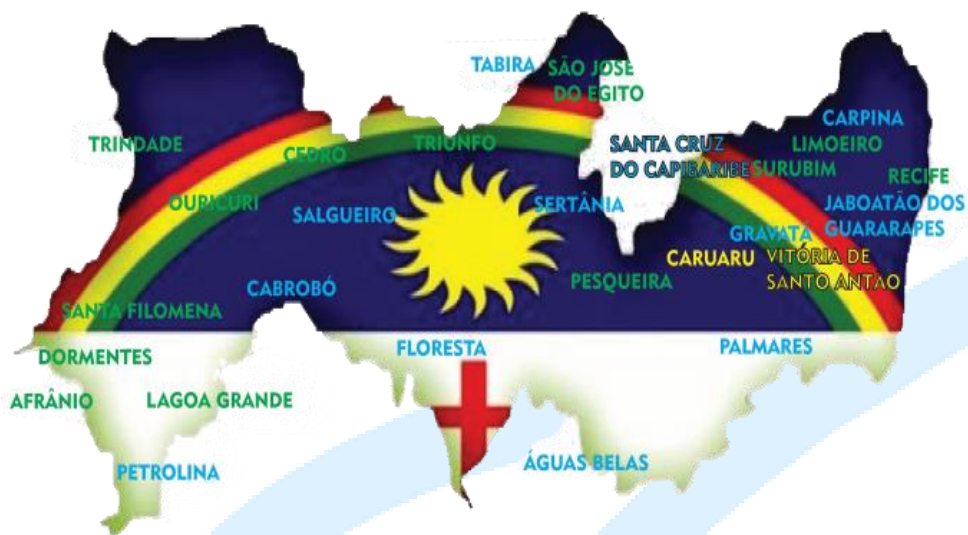 TABIRA
SÃO JOSÉ
DO EGITO
CARPINA
TRINDADE
CEDRO
TRIUNFO
SANTA CRUZ
DO CAPIBARIBE
LIMOEIRO
SURUBIM
RECIFE
OURICURI
SALGUEIRO
SERTÂNIA
JABOATÃO DOS
GUARARAPES
GRAVATÁ
CARUARU
VITÓRIA DE
SANTO ANTÃO
PESQUEIRA
CABROBÓ
SANTA FILOMENA
DORMENTES
FLORESTA
PALMARES
AFRÂNIO
LAGOA GRANDE
PETROLINA
ÁGUAS BELAS